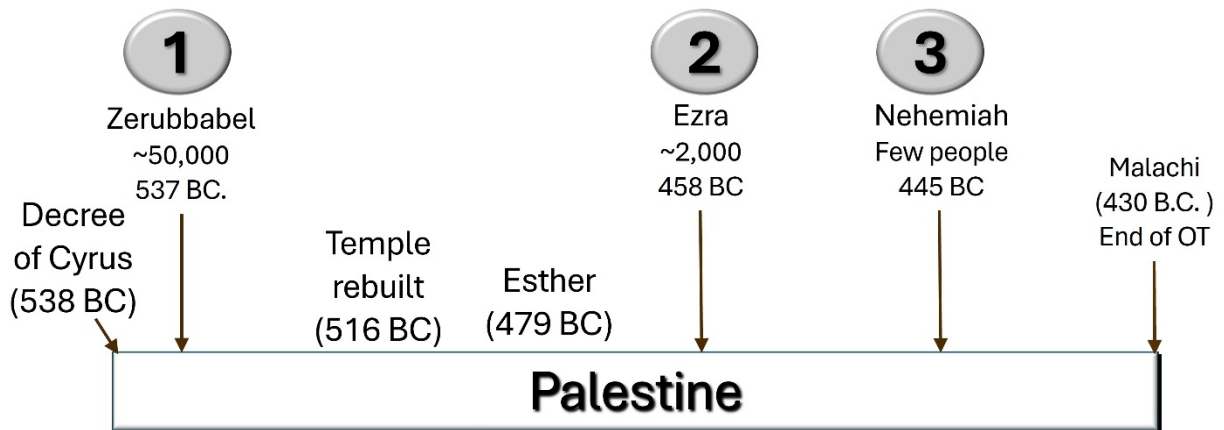 1
Zerubbabel
~50,000
537 BC.
2
Ezra
~2,000
458 BC
3
Nehemiah
Few people
445 BC
Malachi
(430 B.C. )
End of OT
Decree
of Cyrus
(538 BC)
Temple
rebuilt
(516 BC)
Esther
(479 BC)
Palestine